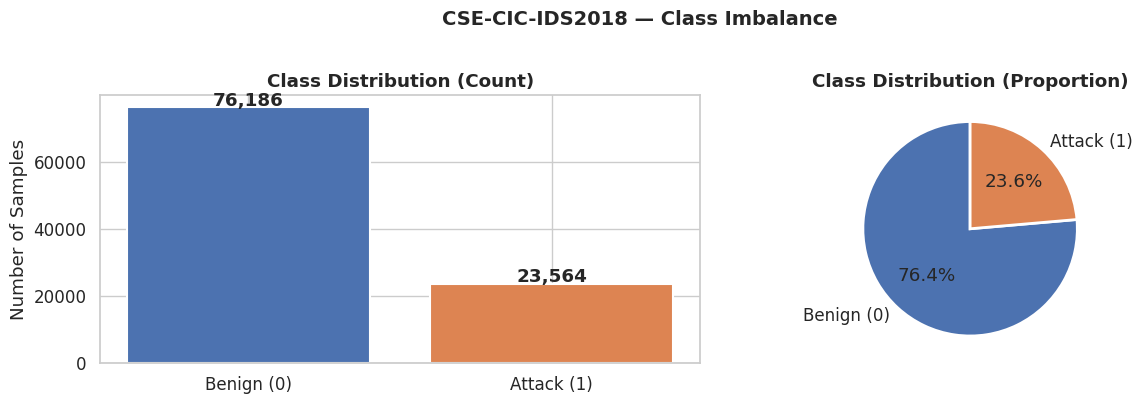 CSE-CIC-IDS2018 — Class Imbalance
Class Distribution (Count)
Number of Samples
60000
40000
20000
0
76,186
23,564
Benign (0)
Attack (1)
Class Distribution (Proportion)
Attack (1)
23.6%
76.4%
Benign (0)